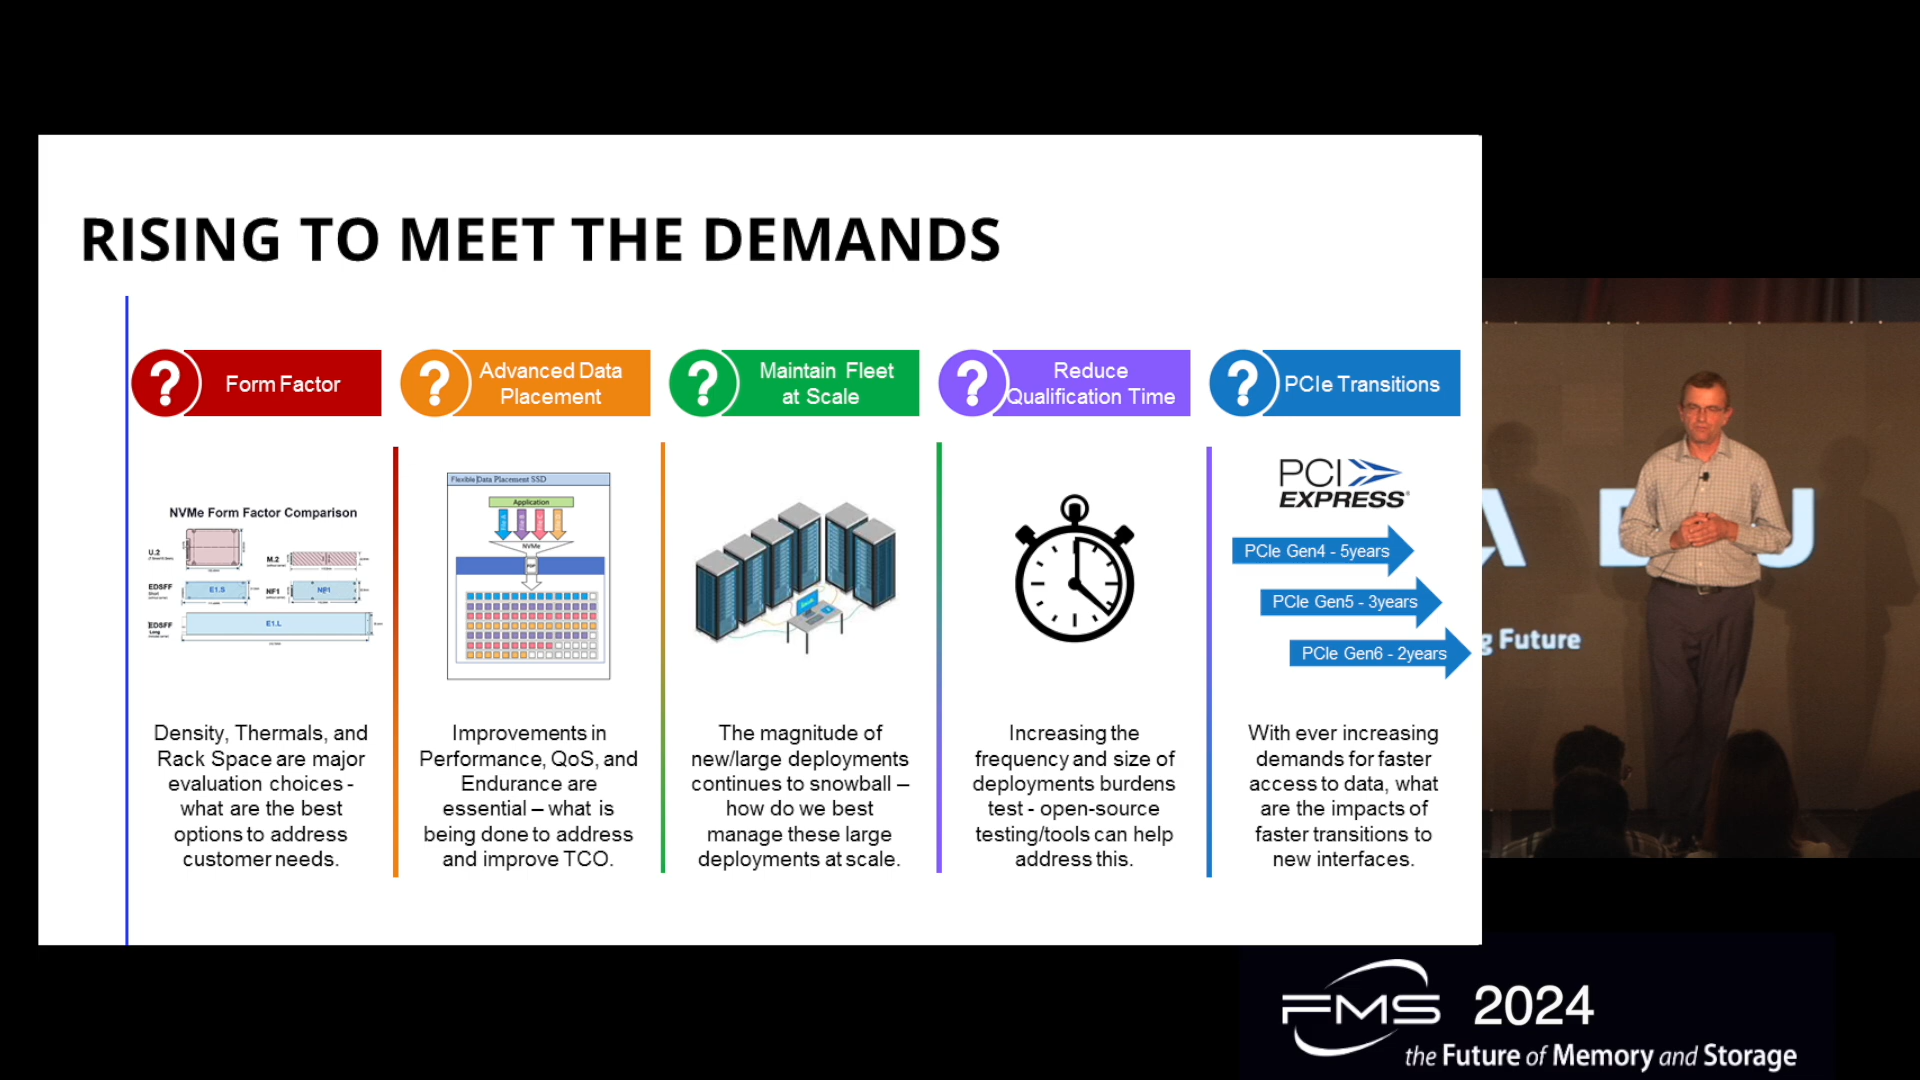 RISING TO MEET THE DEMANDS
?
Form Factor
?
Advanced Data
Placement
?
Maintain Fleet
at Scale
?
Reduce
Qualification Time
?
PCIe Transitions
NVMe Form Factor Comparison
U.2
M.2
EDSFF
Short
E1.S
NF1
NF1
EDSFF
Long
E1.L
Flexible Data Placement SSD
Application
NVMe
FDP
PCI
EXPRESS
PCIe Gen4 - 5years
PCIe Gen5 - 3years
PCIe Gen6 - 2years
Density, Thermals, and
Rack Space are major
evaluation choices -
what are the best
options to address
customer needs.
Improvements in
Performance, QoS, and
Endurance are
essential – what is
being done to address
and improve TCO.
The magnitude of
new/large deployments
continues to snowball –
how do we best
manage these large
deployments at scale.
Increasing the
frequency and size of
deployments burdens
test - open-source
testing/tools can help
address this.
With ever increasing
demands for faster
access to data, what
are the impacts of
faster transitions to
new interfaces.
g Future
FMS 2024
the Future of Memory and Storage